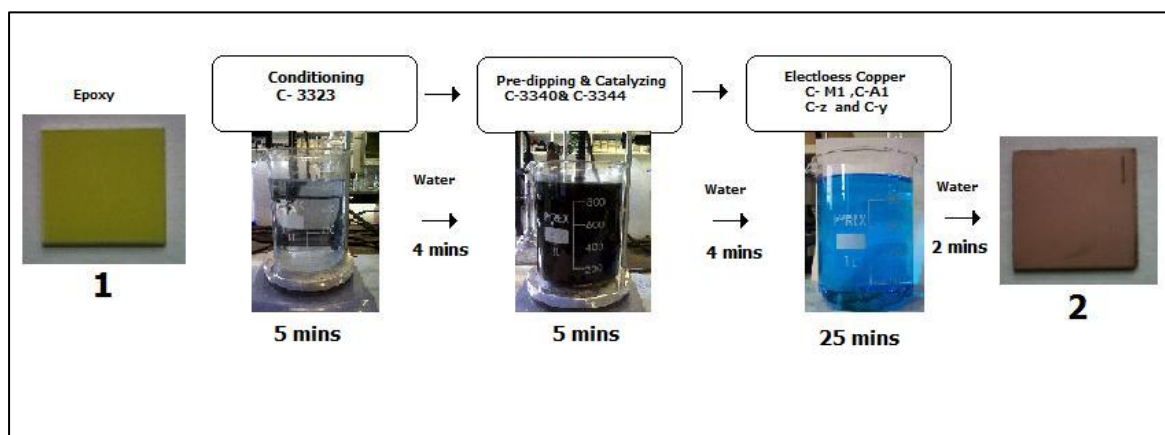 Epoxy
1
Conditioning
C- 3323
5 mins
Water
4 mins
Pre-dipping & Catalyzing
C-3340& C-3344
800
600
400
5 mins
Water
4 mins
Electloess Copper
C- M1 ,C-A1
C-z and C-y
1L
25 mins
Water
2 mins
2